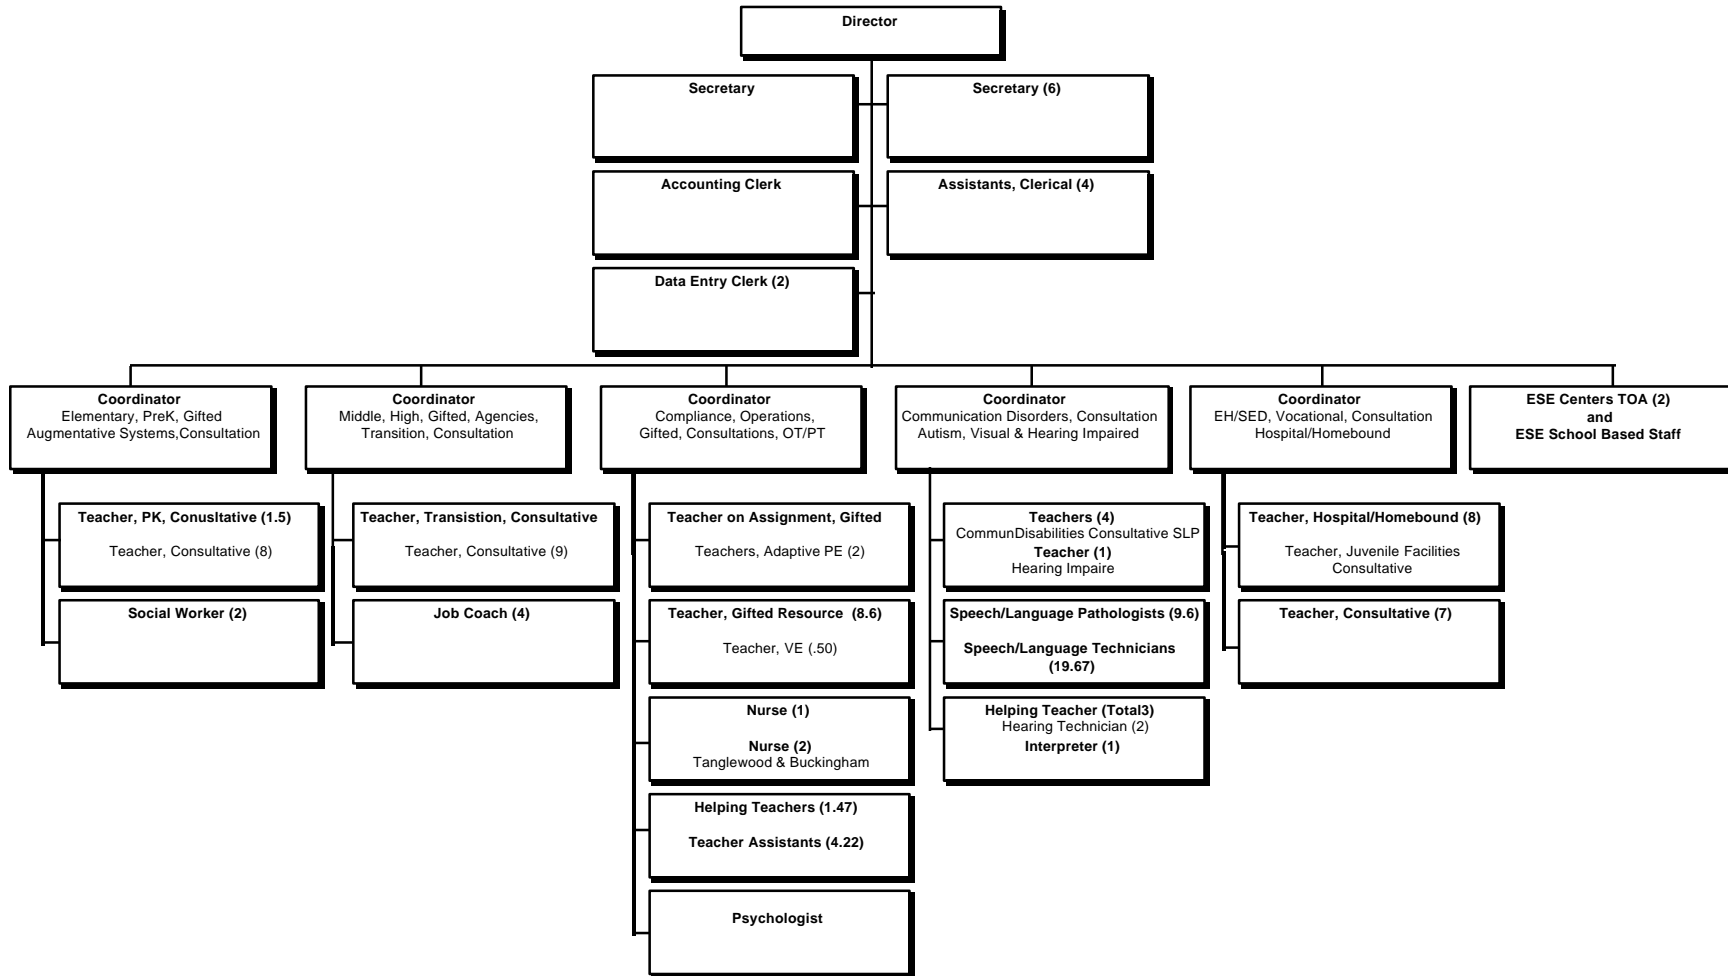 Director
Secretary
Secretary (6)
Accounting Clerk
Assistants, Clerical (4)
Data Entry Clerk (2)
Coordinator
Elementary, PreK, Gifted
Augmentative Systems,Consultation
Coordinator
Middle, High, Gifted, Agencies,
Transition, Consultation
Coordinator
Compliance, Operations,
Gifted, Consultations, OT/PT
Coordinator
Communication Disorders, Consultation
Autism, Visual & Hearing Impaired
Coordinator
EH/SED, Vocational, Consultation
Hospital/Homebound
ESE Centers TOA (2)
and
ESE School Based Staff
Teacher, PK, Conusltative (1.5)
Teacher, Consultative (8)
Social Worker (2)
Teacher, Transistion, Consultative
Teacher, Consultative (9)
Job Coach (4)
Teacher on Assignment, Gifted
Teachers, Adaptive PE (2)
Teacher, Gifted Resource (8.6)
Teacher, VE (.50)
Nurse (1)
Nurse (2)
Tanglewood & Buckingham
Helping Teachers (1.47)
Teacher Assistants (4.22)
Psychologist
Teachers (4)
CommunDisabilities Consultative SLP
Teacher (1)
Hearing Impaire
Speech/Language Pathologists (9.6)
Speech/Language Technicians
(19.67)
Helping Teacher (Total3)
Hearing Technician (2)
Interpreter (1)
Teacher, Hospital/Homebound (8)
Teacher, Juvenile Facilities
Consultative
Teacher, Consultative (7)